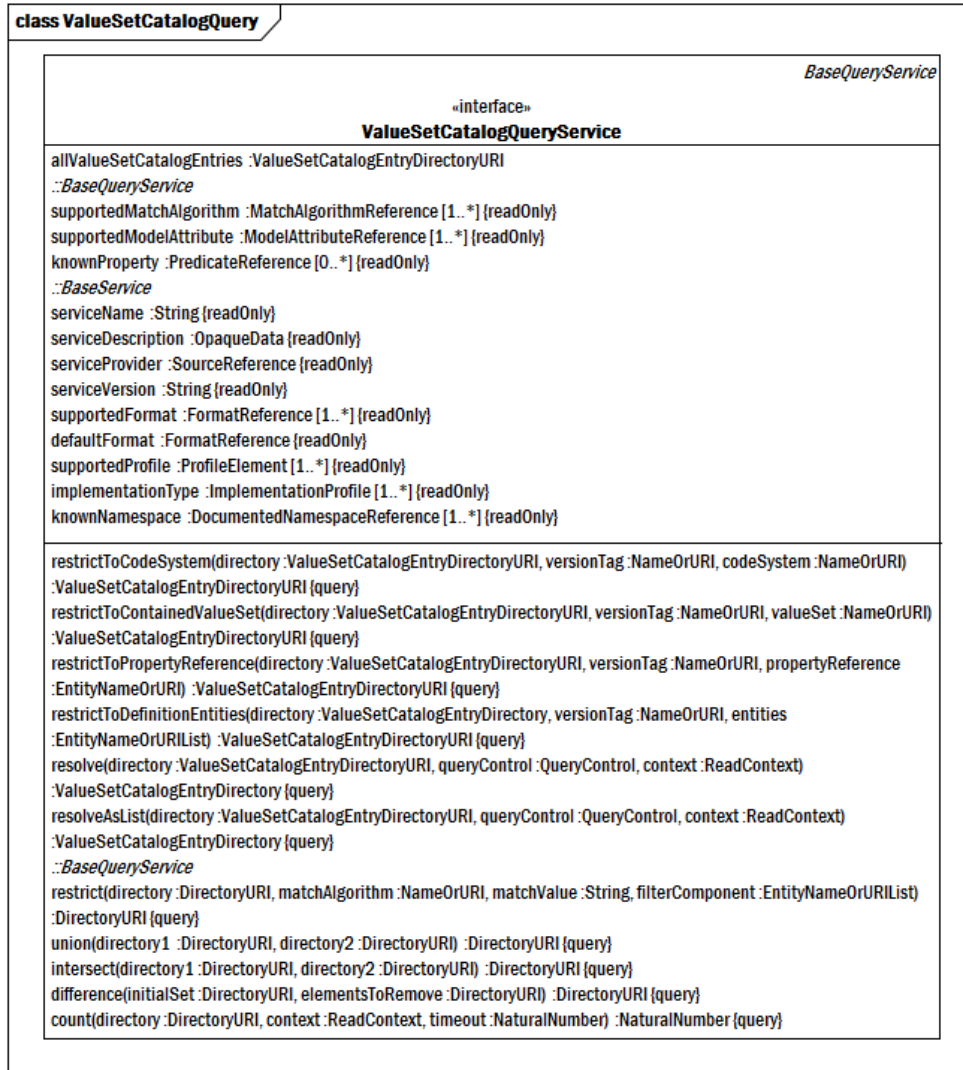 class ValueSetCatalogQuery
BaseQueryService
«interface»
ValueSetCatalogQueryService
allValueSetCatalogEntries :ValueSetCatalogEntryDirectoryURI
::BaseQueryService
supportedMatchAlgorithm :MatchAlgorithmReference [1..*] {readOnly}
supportedModelAttribute :ModelAttributeReference [1..*] {readOnly}
knownProperty :PredicateReference [0..*] {readOnly}
::BaseService
serviceName :String {readOnly}
serviceDescription :OpaqueData {readOnly}
serviceProvider :SourceReference {readOnly}
serviceVersion :String {readOnly}
supportedFormat :FormatReference [1..*] {readOnly}
defaultFormat :FormatReference {readOnly}
supportedProfile :ProfileElement [1..*] {readOnly}
implementationType :ImplementationProfile [1..*] {readOnly}
knownNamespace :DocumentedNamespaceReference [1..*] {readOnly}
restrictToCodeSystem(directory :ValueSetCatalogEntryDirectoryURI, versionTag :NameOrURI, codeSystem :NameOrURI)
:ValueSetCatalogEntryDirectoryURI {query}
restrictToContainedValueSet(directory :ValueSetCatalogEntryDirectoryURI, versionTag :NameOrURI, valueSet :NameOrURI)
:ValueSetCatalogEntryDirectoryURI {query}
restrictToPropertyReference(directory :ValueSetCatalogEntryDirectoryURI, versionTag :NameOrURI, propertyReference
:EntityNameOrURI) :ValueSetCatalogEntryDirectoryURI {query}
restrictToDefinitionEntities(directory :ValueSetCatalogEntryDirectory, versionTag :NameOrURI, entities
:EntityNameOrURIList) :ValueSetCatalogEntryDirectoryURI {query}
resolve(directory :ValueSetCatalogEntryDirectoryURI, queryControl :QueryControl, context :ReadContext)
:ValueSetCatalogEntryDirectory {query}
resolveAsList(directory :ValueSetCatalogEntryDirectoryURI, queryControl :QueryControl, context :ReadContext)
:ValueSetCatalogEntryDirectory {query}
::BaseQueryService
restrict(directory :DirectoryURI, matchAlgorithm :NameOrURI, matchValue :String, filterComponent :EntityNameOrURIList)
:DirectoryURI {query}
union(directory1 :DirectoryURI, directory2 :DirectoryURI) :DirectoryURI {query}
intersect(directory1 :DirectoryURI, directory2 :DirectoryURI) :DirectoryURI {query}
difference(initialSet :DirectoryURI, elementsToRemove :DirectoryURI) :DirectoryURI {query}
count(directory :DirectoryURI, context :ReadContext, timeout :NaturalNumber) :NaturalNumber {query}